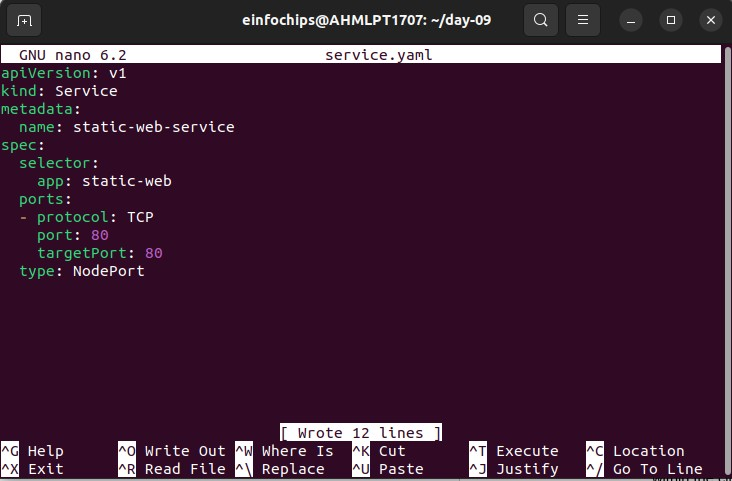 einfochips@AHMLPT1707: ~/day-09
GNU nano 6.2 service.yaml
apiVersion: v1
kind: Service
metadata:
  name: static-web-service
spec:
  selector:
    app: static-web
  ports:
  - protocol: TCP
    port: 80
    targetPort: 80
  type: NodePort
[ Wrote 12 lines ]
^G Help ^O Write Out ^W Where Is ^K Cut ^T Execute ^C Location
^X Exit ^R Read File ^\ Replace ^U Paste ^J Justify ^/ Go To Line